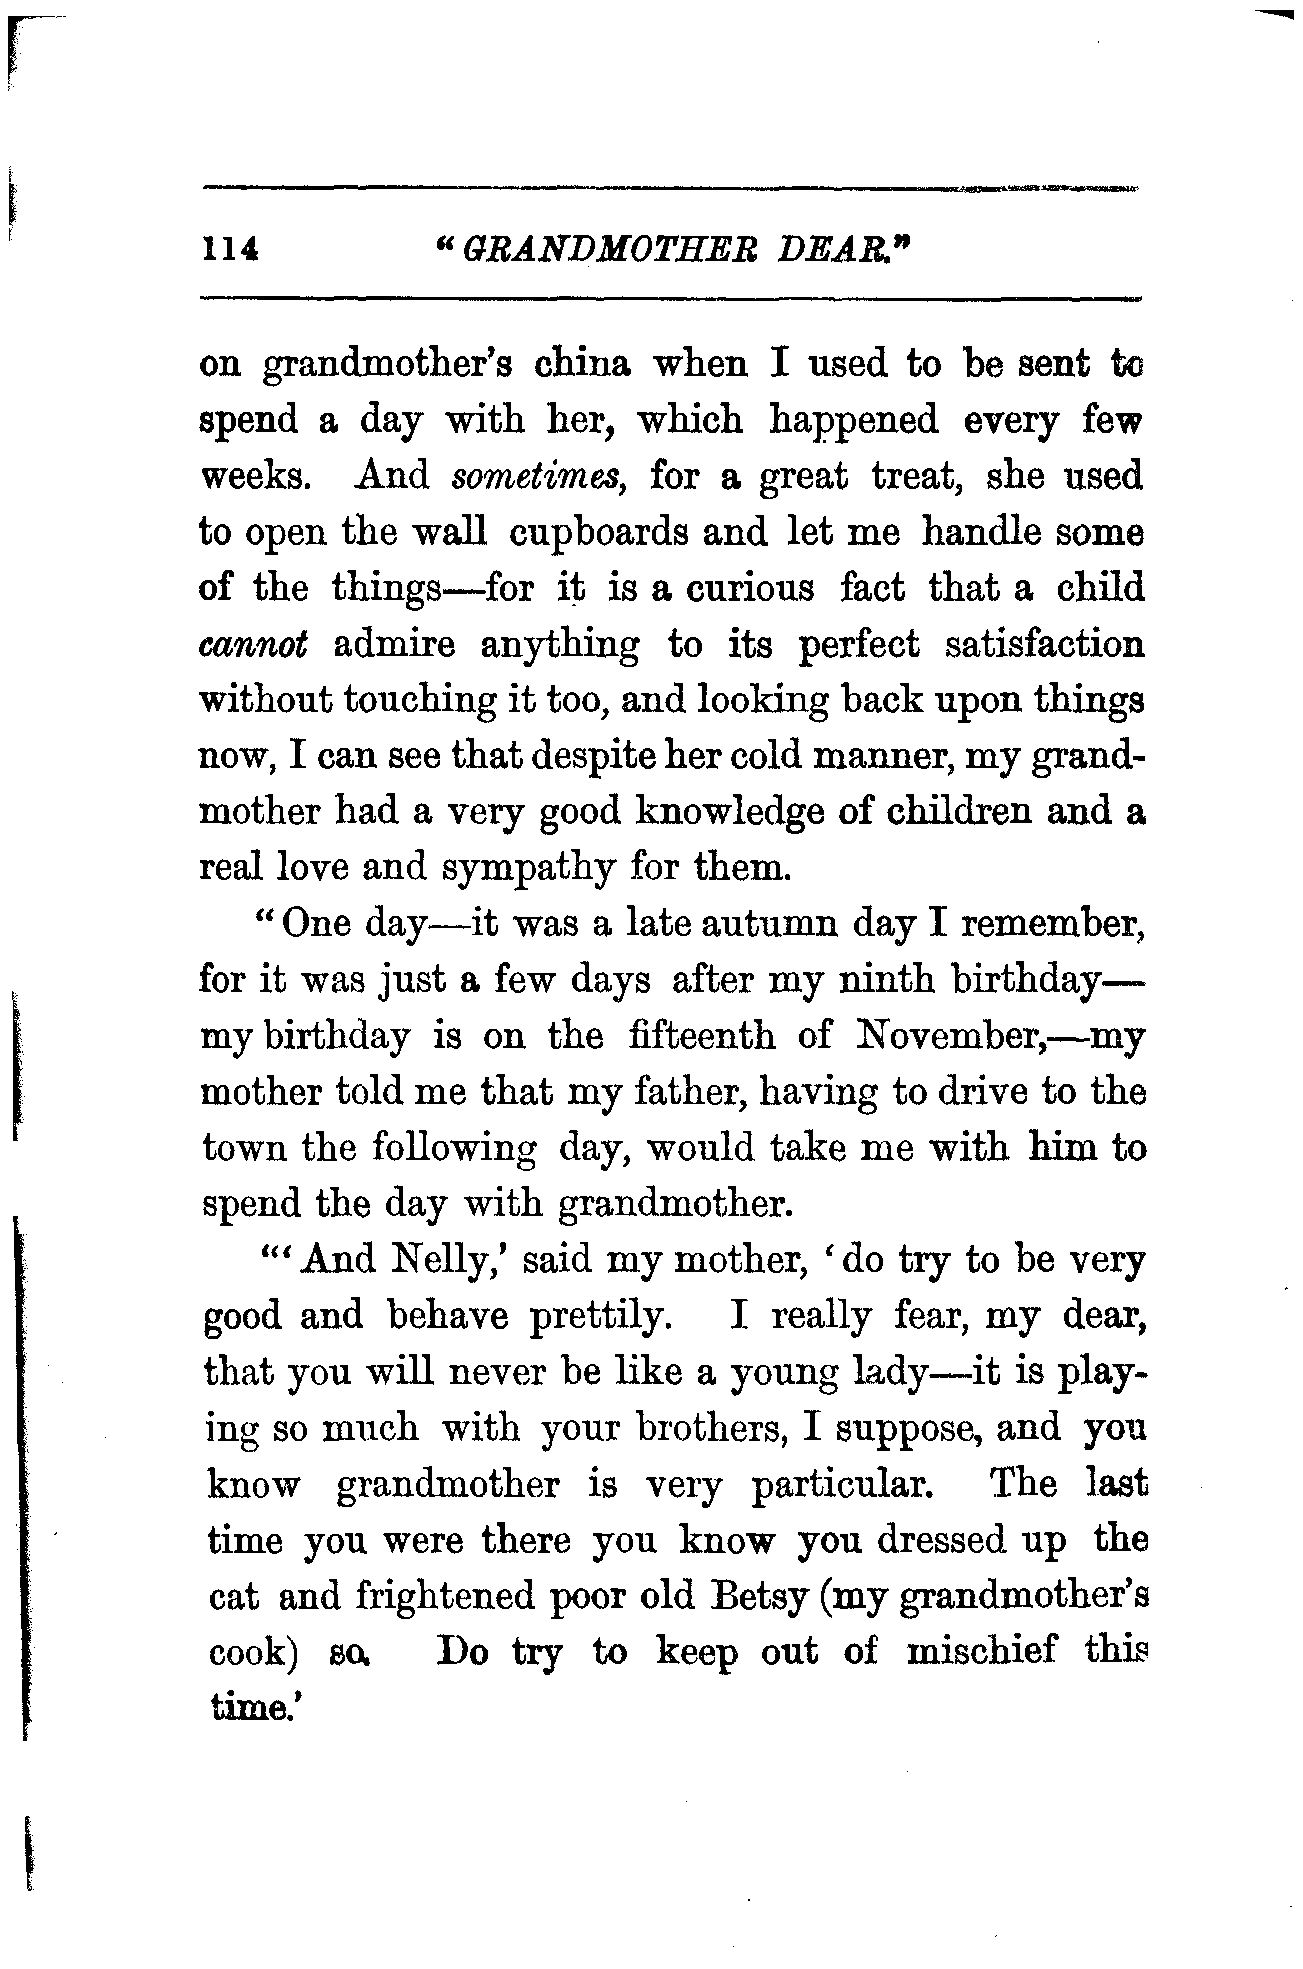 114 "GRANDMOTHER DEAR."
on grandmother's china when I used to be sent to
spend a day with her, which happened every few
weeks. And sometimes, for a great treat, she used
to open the wall cupboards and let me handle some
of the things—for it is a curious fact that a child
cannot admire anything to its perfect satisfaction
without touching it too, and looking back upon things
now, I can see that despite her cold manner, my grand-
mother had a very good knowledge of children and a
real love and sympathy for them.
"One day—it was a late autumn day I remember,
for it was just a few days after my ninth birthday—
my birthday is on the fifteenth of November,—my
mother told me that my father, having to drive to the
town the following day, would take me with him to
spend the day with grandmother.
"'And Nelly,' said my mother, 'do try to be very
good and behave prettily. I really fear, my dear,
that you will never be like a young lady—it is play-
ing so much with your brothers, I suppose, and you
know grandmother is very particular. The last
time you were there you know you dressed up the
cat and frightened poor old Betsy (my grandmother's
cook) so. Do try to keep out of mischief this
time.'